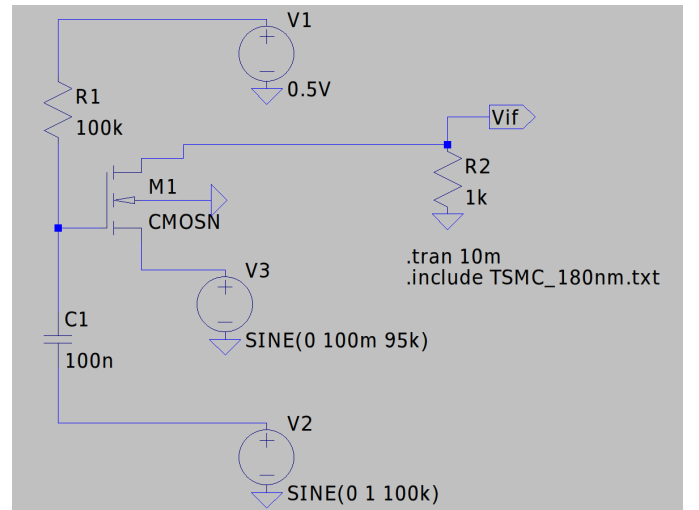 V1
0.5V
R1
100k
Vif
R2
1k
M1
CMOSN
.tran 10m
.include TSMC_180nm.txt
V3
SINE(0 100m 95k)
C1
100n
V2
SINE(0 1 100k)